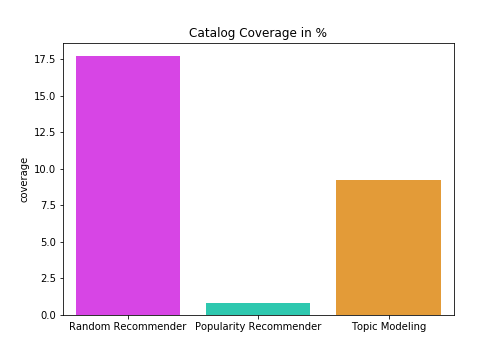 Catalog Coverage in %
17.5
15.0
12.5
10.0
7.5
5.0
2.5
0.0
coverage
Random Recommender Popularity Recommender Topic Modeling